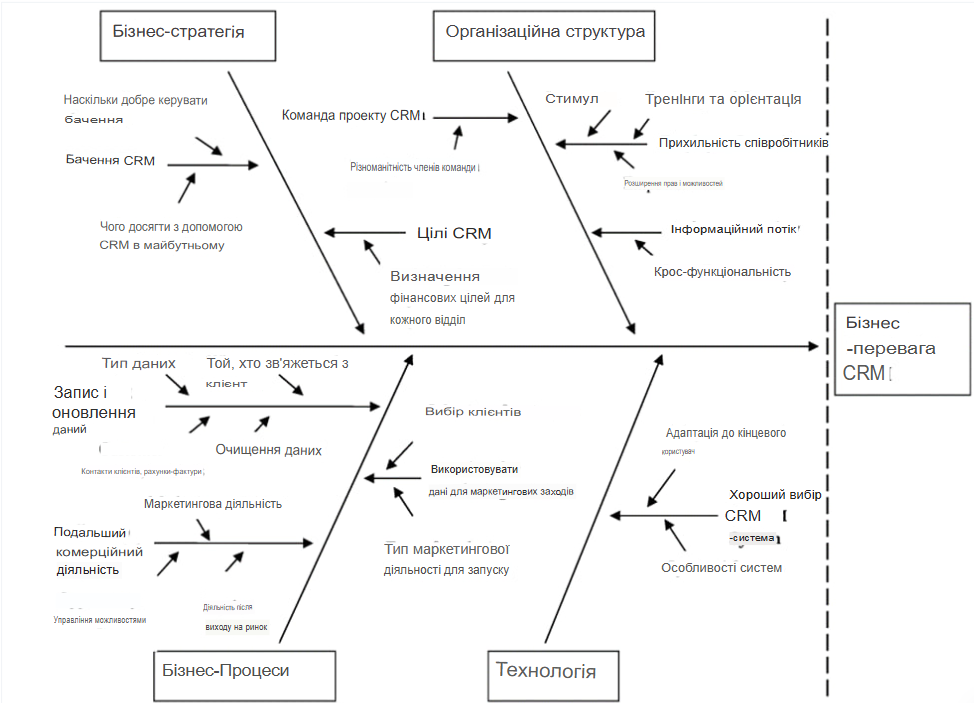 Бізнес-стратегія
Організаційна структура
Наскільки добре керувати
бачення
Бачення CRM
Чого досягти з допомогою
CRM в майбутньому
Цілі CRM
Визначення
фінансових цілей для
кожного відділ
Команда проекту CRM
Різноманітність членів команди
Стимул
Тренінги та орієнтація
Прихильність співробітників
Розширення прав і можливостей
Інформаційний потік
Крос-функціональність
Бізнес
-перевага
CRM
Тип даних
Той, хто зв'яжеться з
клієнт
Запис і
оновлення
даний
Очищення даних
Контакти клієнтів, рахунки-фактури
Маркетингова діяльність
Подальший
комерційний
діяльність
Управління можливостями
Діяльність після
виходу на ринок
Вибір клієнтів
Використовувати
дані для маркетингових заходів
Тип маркетингової
діяльності для запуску
Адаптація до кінцевого
користувач
Хороший вибір
CRM
-система
Особливості систем
Бізнес-Процеси
Технологія